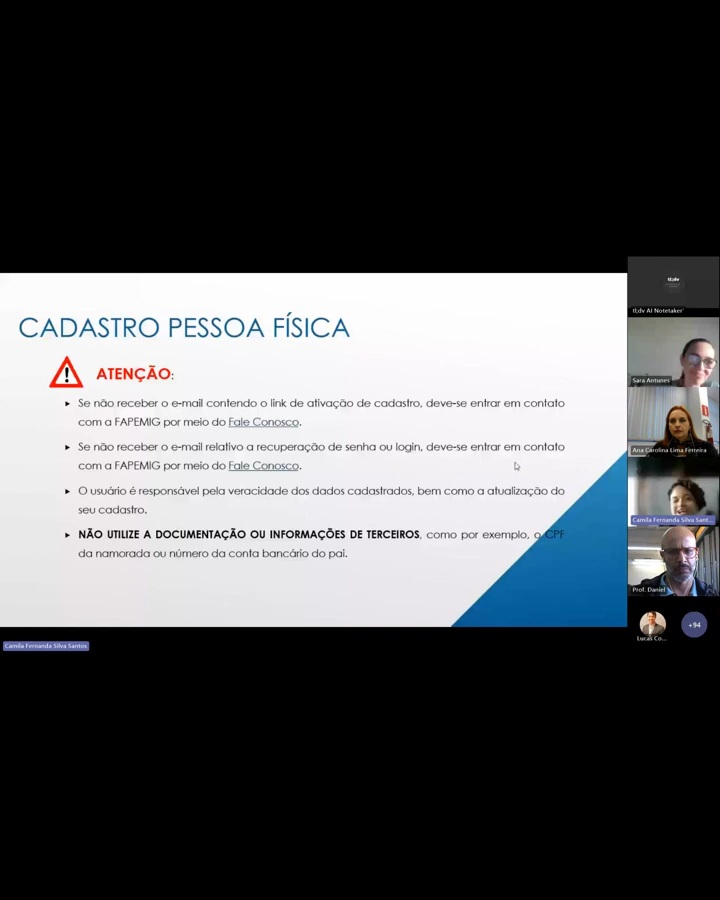 CADASTRO PESSOA FÍSICA
ATENÇÃO:
Se não receber o e-mail contendo o link de ativação de cadastro, deve-se entrar em contato
com a FAPEMIG por meio do Fale Conosco.
Se não receber o e-mail relativo a recuperação de senha ou login, deve-se entrar em contato
com a FAPEMIG por meio do Fale Conosco.
O usuário é responsável pela veracidade dos dados cadastrados, bem como a atualização do
seu cadastro.
NÃO UTILIZE A DOCUMENTAÇÃO OU INFORMAÇÕES DE TERCEIROS, como por exemplo, o CPF
da namorada ou número da conta bancário do pai.
tl;dv
tl;dv AI Notetaker'
Sara Antunes
Ana Carolina Lima Ferreira
Camila Fernanda Silva Sant...
Prof. Daniel
Lucas Co...
+94
Camila Fernanda Silva Santos